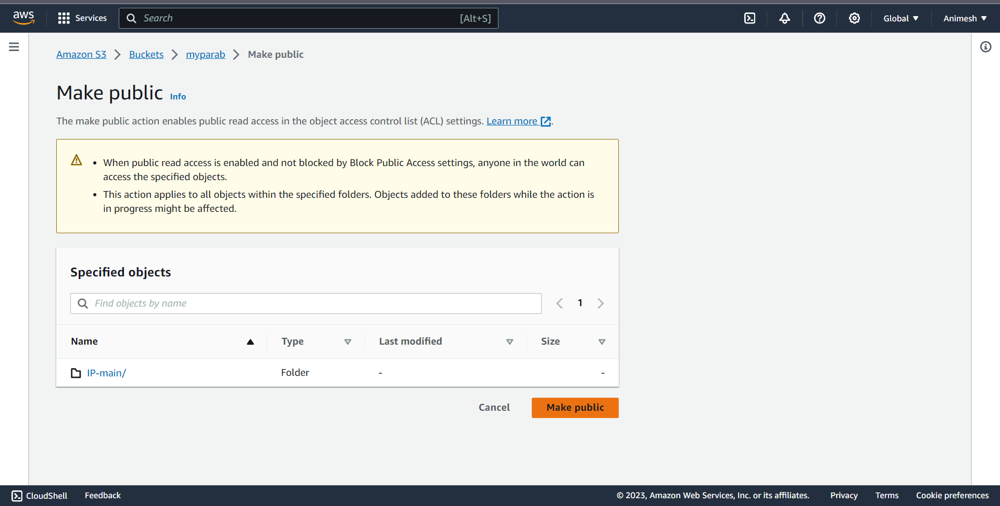 aws
Services
Search
[Alt+S]
Global
Animesh
Amazon S3
Buckets
myparab
Make public
Make public
Info
The make public action enables public read access in the object access control list (ACL) settings. Learn more.
• When public read access is enabled and not blocked by Block Public Access settings, anyone in the world can
access the specified objects.
• This action applies to all objects within the specified folders. Objects added to these folders while the action is
in progress might be affected.
Specified objects
Find objects by name
1
Name
Type
Last modified
Size
IP-main/
Folder
-
-
Cancel
Make public
CloudShell
Feedback
© 2023, Amazon Web Services, Inc. or its affiliates.
Privacy
Terms
Cookie preferences